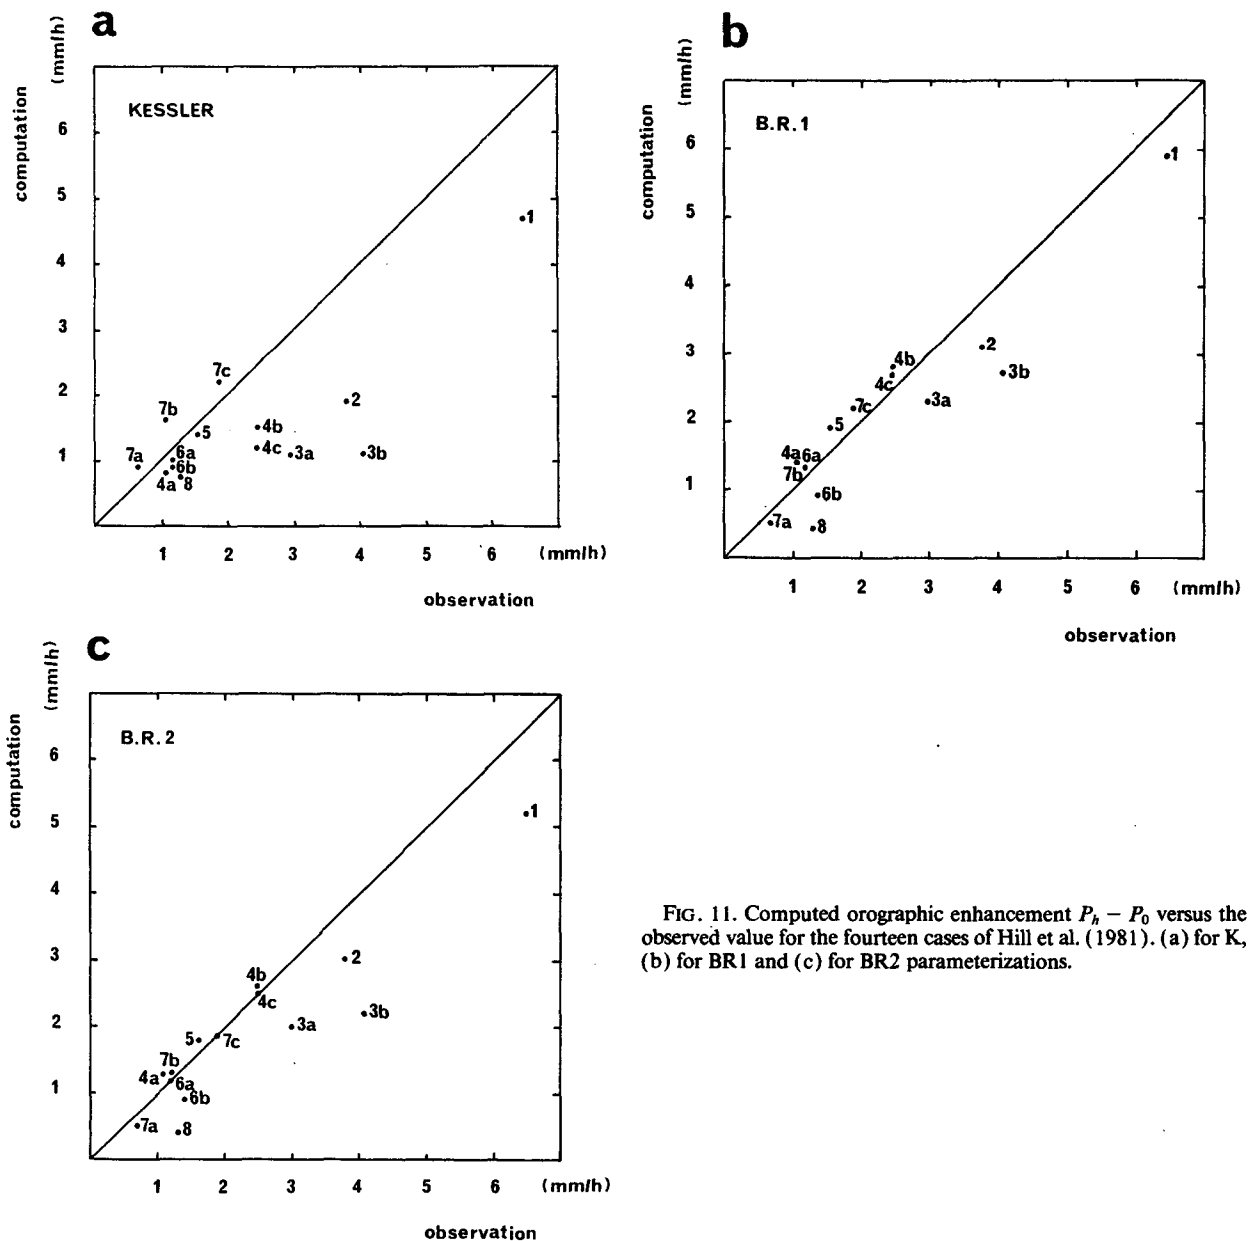 a
(mm/h)
computation
KESSLER
6
5
4
3
2
1
1
7c
2
7b
5
4b
4c
3a
3b
7a
6a
6b
4a
8
1 2 3 4 5 6 (mm/h)
observation
b
(mm/h)
computation
B.R.1
6
5
4
3
2
1
1
2
3b
4b
4c
3a
7c
5
4a
6a
7b
6b
7a
8
1 2 3 4 5 6 (mm/h)
observation
c
(mm/h)
computation
B.R.2
6
5
4
3
2
1
1
2
4b
4c
3b
3a
5
7c
7b
4a
6a
6b
7a
8
1 2 3 4 5 6 (mm/h)
observation
FIG. 11. Computed orographic enhancement Pₕ − P₀ versus the
observed value for the fourteen cases of Hill et al. (1981). (a) for K,
(b) for BR1 and (c) for BR2 parameterizations.